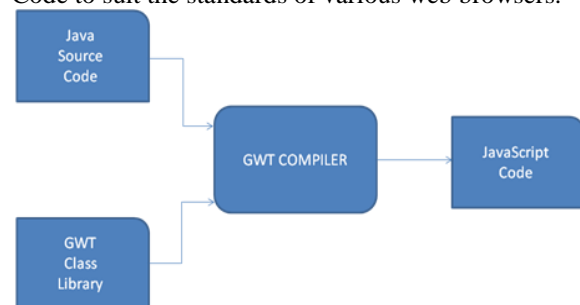 Code to suit the standards of various web browsers.
Java
Source
Code
GWT COMPILER
JavaScript
Code
GWT
Class
Library